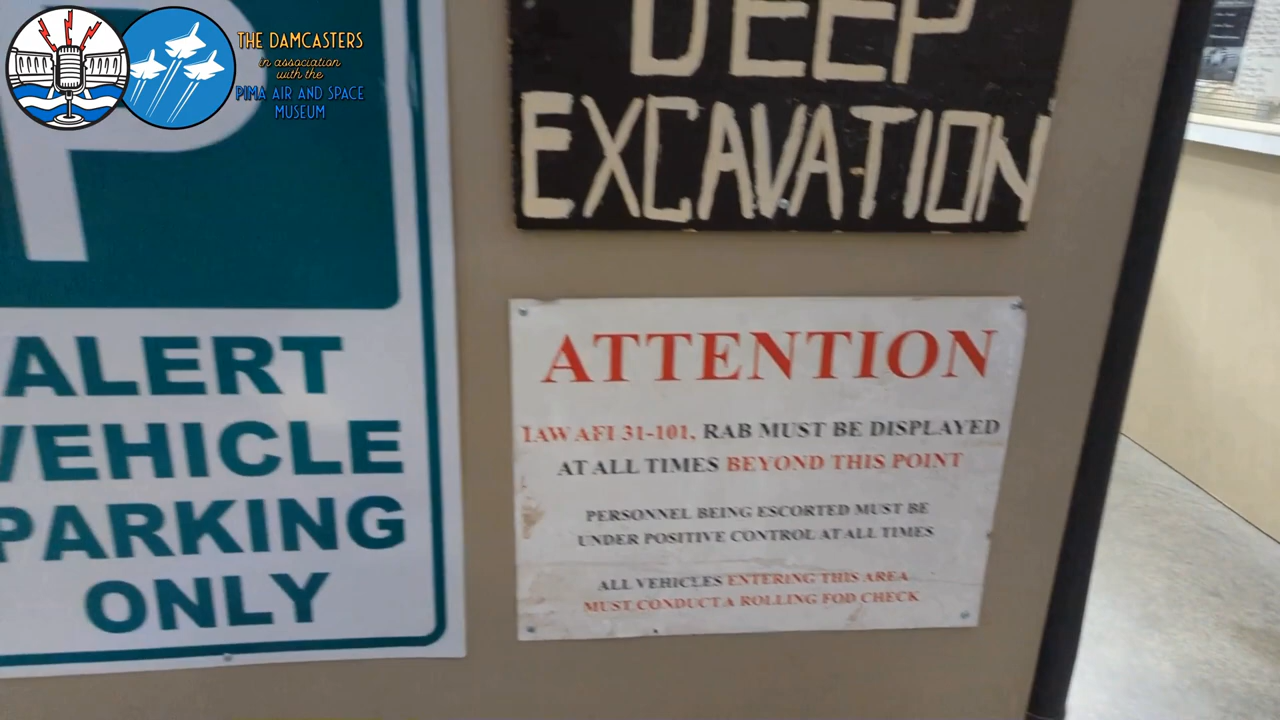 THE DAMCASTERS
in association
with the
PIMA AIR AND SPACE
MUSEUM
P
ALERT
VEHICLE
PARKING
ONLY
DEEP
EXCAVATION
ATTENTION
IAW AFI 31-101, RAB MUST BE DISPLAYED
AT ALL TIMES BEYOND THIS POINT
PERSONNEL BEING ESCORTED MUST BE
UNDER POSITIVE CONTROL AT ALL TIMES
ALL VEHICLES ENTERING THIS AREA
MUST CONDUCT A ROLLING FOD CHECK